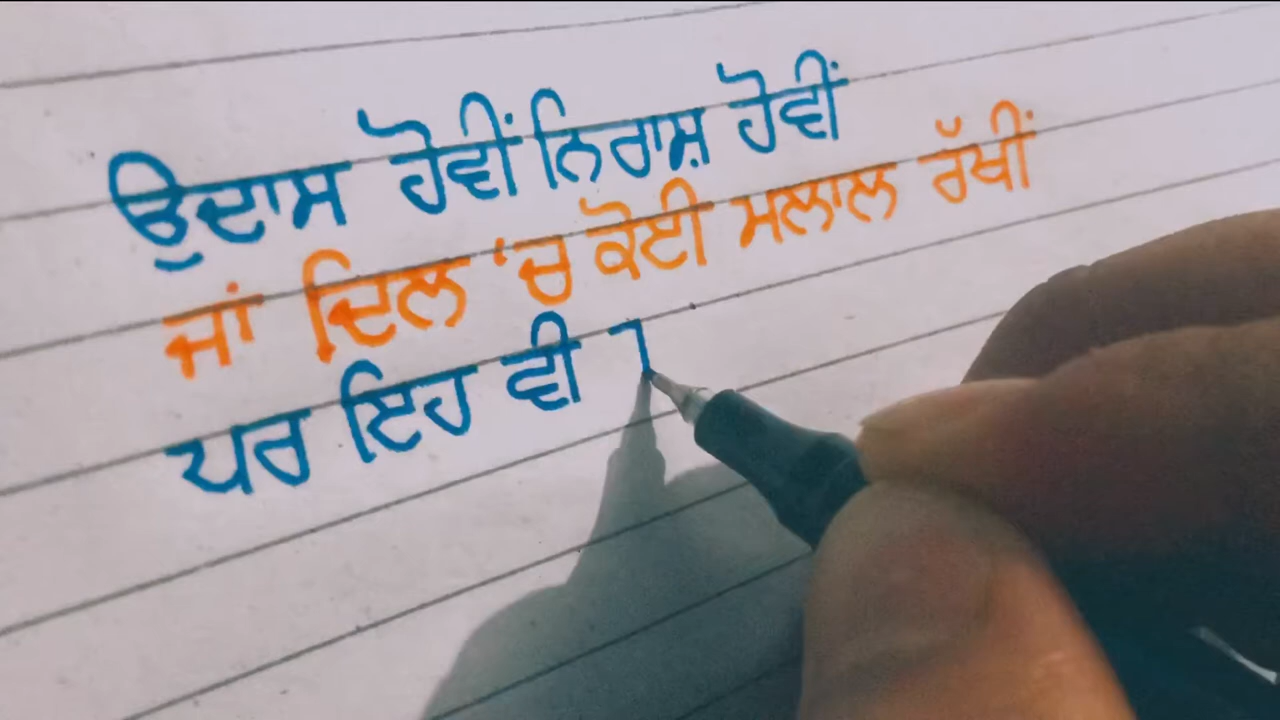 ਉਦਾਸ ਹੋਵੀਂ ਨਿਰਾਸ਼ ਹੋਵੀਂ
ਜਾਂ ਦਿਲ 'ਚ ਕੋਈ ਮਲਾਲ ਰੱਖੀਂ
ਪਰ ਇਹ ਵੀ